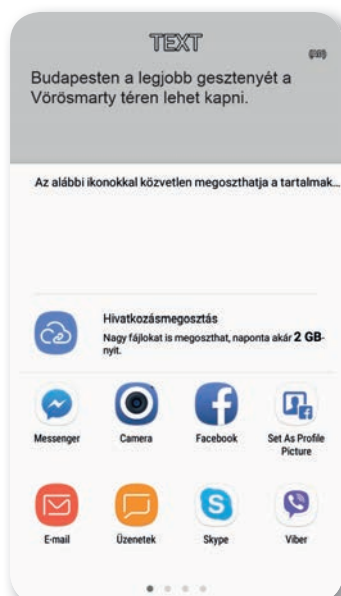 TEXT
Budapesten a legjobb gesztenyét a
Vörösmarty téren lehet kapni.
Az alábbi ikonokkal közvetlen megoszthatja a tartalmak...
Hivatkozásmegosztás
Nagy fájlokat is megoszthat, naponta akár 2 GB-
nyit.
Messenger
Camera
Facebook
Set As Profile
Picture
E-mail
Üzenetek
Skype
Viber